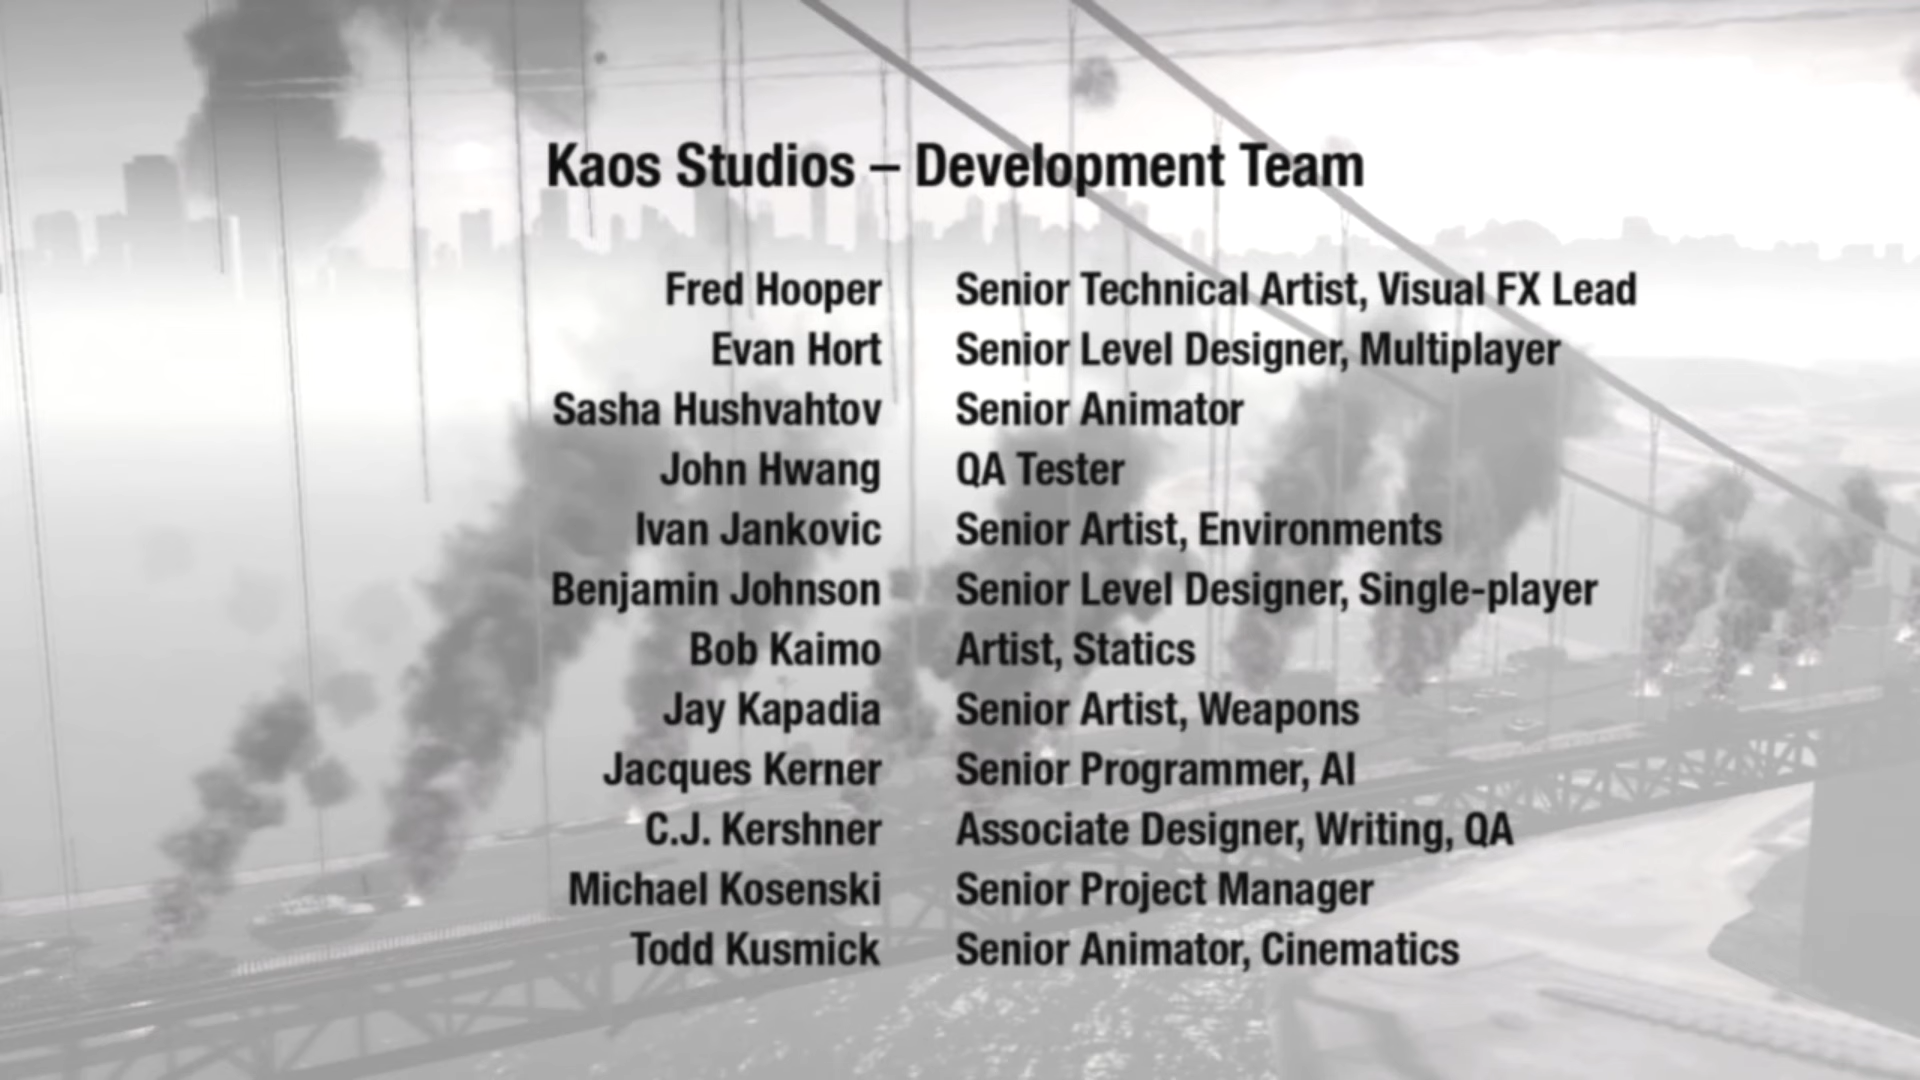 Kaos Studios – Development Team
Fred Hooper Senior Technical Artist, Visual FX Lead
Evan Hort Senior Level Designer, Multiplayer
Sasha Hushvahtov Senior Animator
John Hwang QA Tester
Ivan Jankovic Senior Artist, Environments
Benjamin Johnson Senior Level Designer, Single-player
Bob Kaimo Artist, Statics
Jay Kapadia Senior Artist, Weapons
Jacques Kerner Senior Programmer, AI
C.J. Kershner Associate Designer, Writing, QA
Michael Kosenski Senior Project Manager
Todd Kusmick Senior Animator, Cinematics